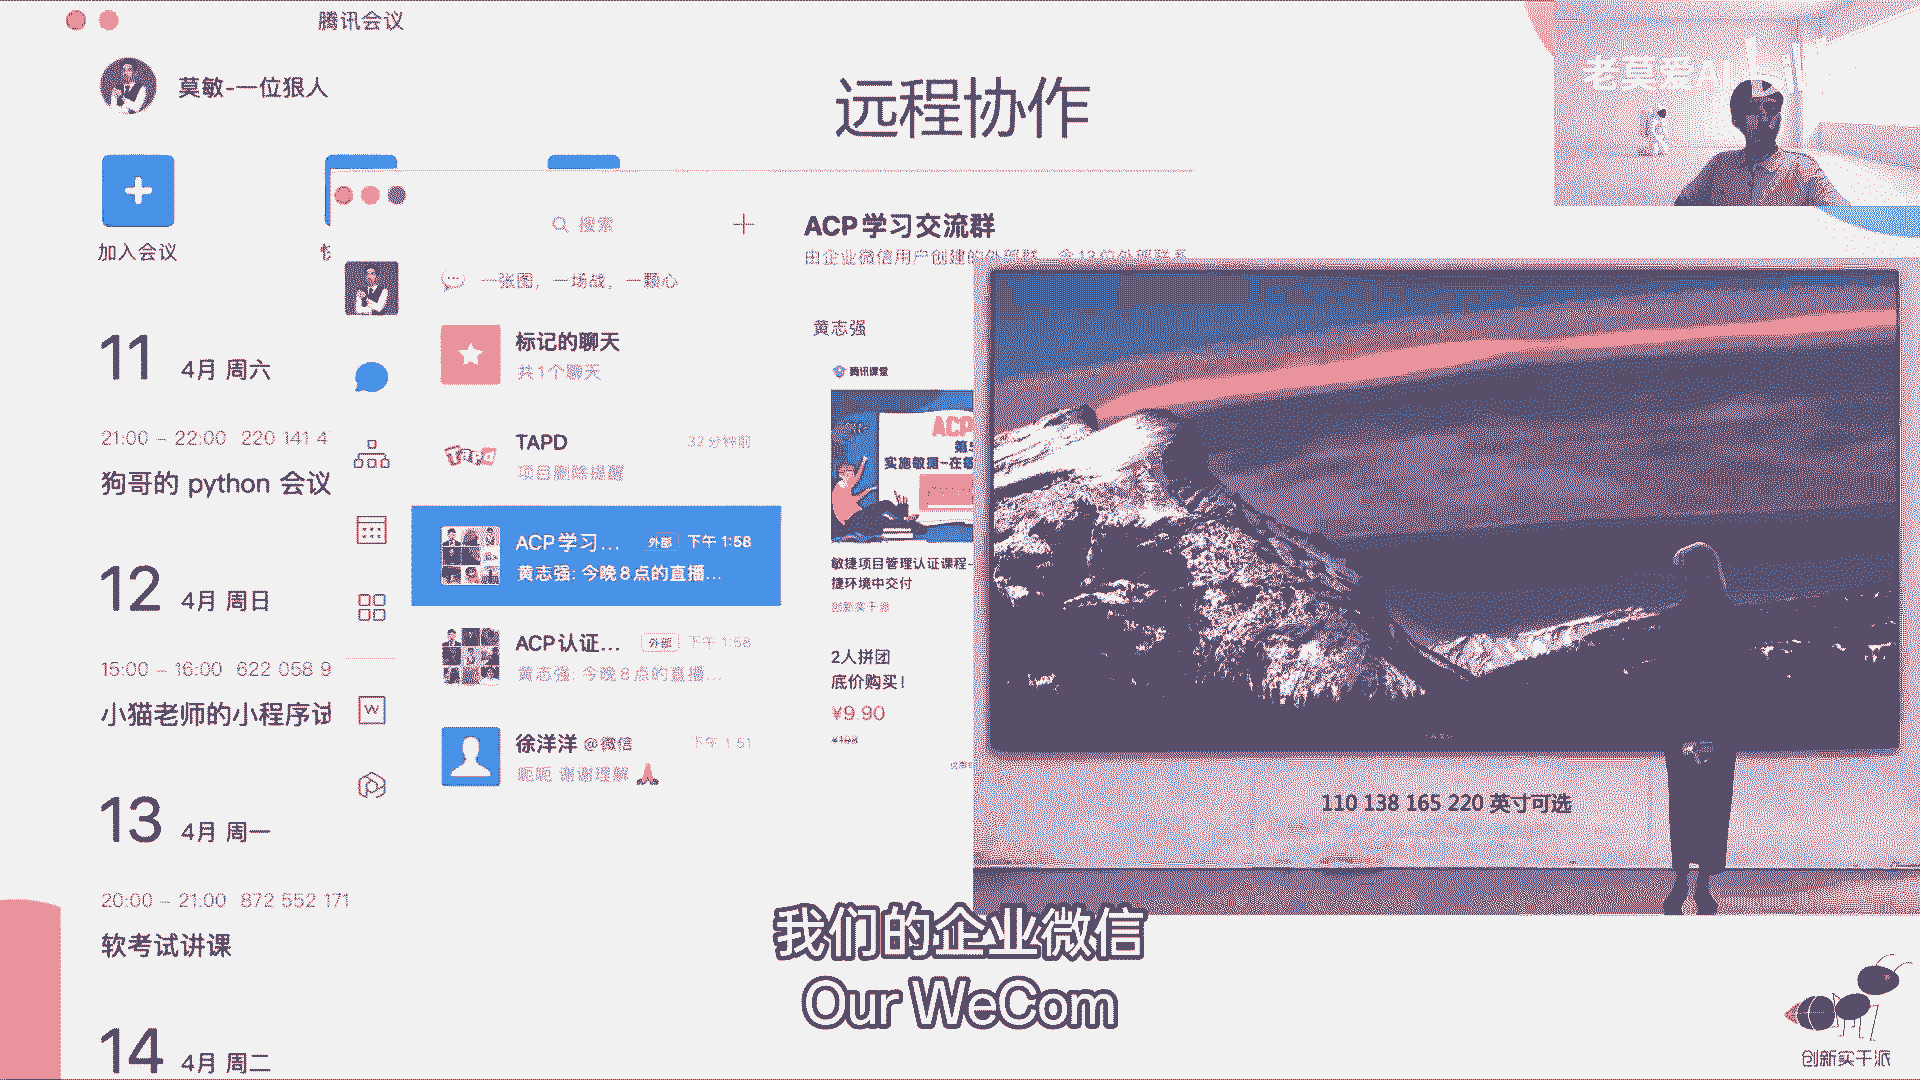 腾讯会议
莫敏-一位狠人
远程协作
老莫爱AI
加入会议
搜索
ACP学习交流群
由企业微信用户创建的外部群，含13位外部联系
一张图，一场战，一颗心
黄志强
标记的聊天
共1个聊天
腾讯课堂
11 4月 周六
21:00 – 22:00 220 141 4
狗哥的 python 会议
TAPD 32分钟前
项目删除提醒
ACP
实施敏捷-在敏
ACP学习... 外部 下午 1:58
黄志强: 今晚8点的直播...
敏捷项目管理认证课程-
捷环境中交付
创新实干派
12 4月 周日
15:00 – 16:00 622 058 9
小猫老师的小程序试
ACP认证... 外部 下午 1:58
黄志强: 今晚8点的直播...
2人拼团
底价购买！
¥9.90
¥198
徐洋洋 @微信 下午 1:51
呃呃 谢谢理解
110 138 165 220 英寸可选
13 4月 周一
20:00 – 21:00 872 552 171
软考试讲课
14 4月 周二
我们的企业微信
Our WeCom
创新实干派